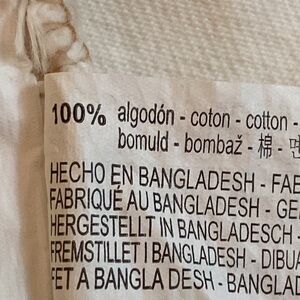 100% algodón - coton - cotton -
bomuld - bombaž - 棉 -
HECHO EN BANGLADESH -
FABRIQUÉ AU BANGLADESH -
HERGESTELLT IN BANGLADESCH -
FREMSTILLET I BANGLADESH -
A BANGLA DESH -